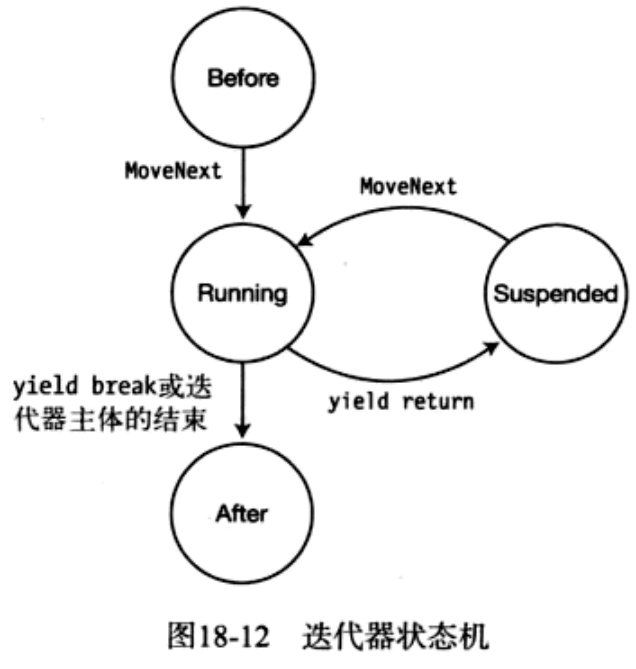 Before
MoveNext
MoveNext
Running
Suspended
yield break或迭
代器主体的结束
yield return
After
图18-12 迭代器状态机